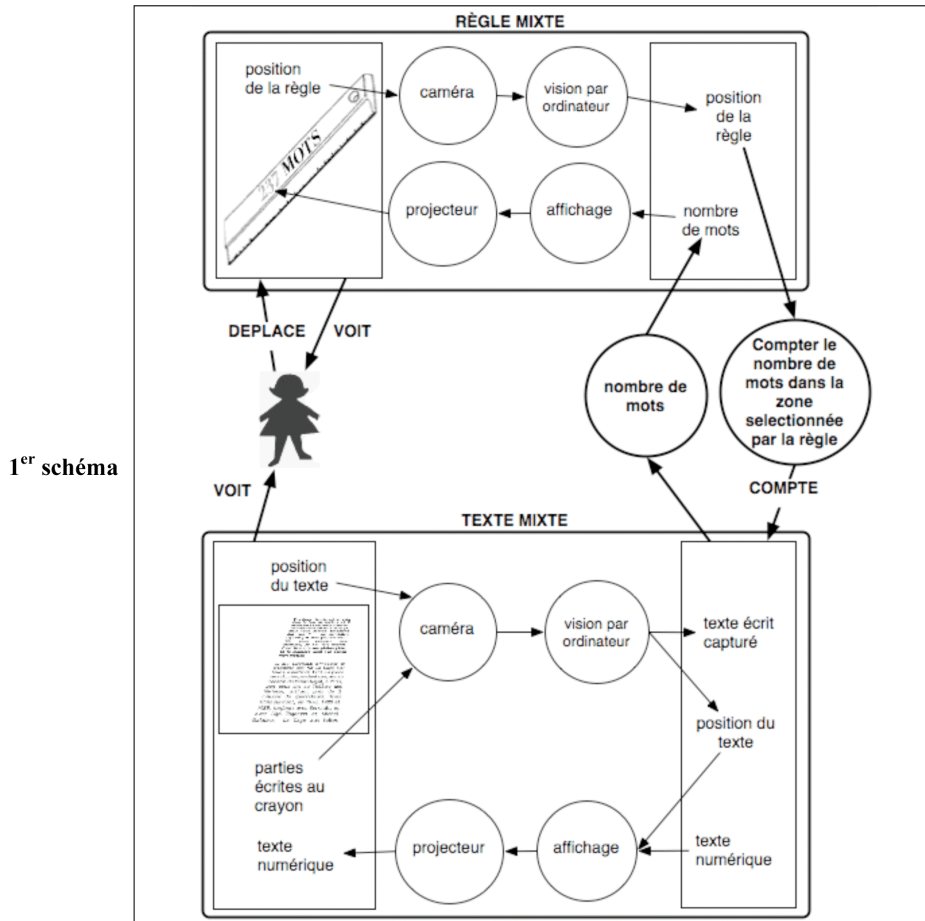 1er schéma
RÈGLE MIXTE
position
de la règle
caméra
vision par
ordinateur
position
de la
règle
237 MOTS
projecteur
affichage
nombre
de mots
DEPLACE
VOIT
nombre de
mots
Compter le
nombre de
mots dans la
zone
selectionnée
par la règle
VOIT
COMPTE
TEXTE MIXTE
position
du texte
caméra
vision par
ordinateur
texte écrit
capturé
position du
texte
parties
écrites au
crayon
texte
numérique
projecteur
affichage
texte
numérique